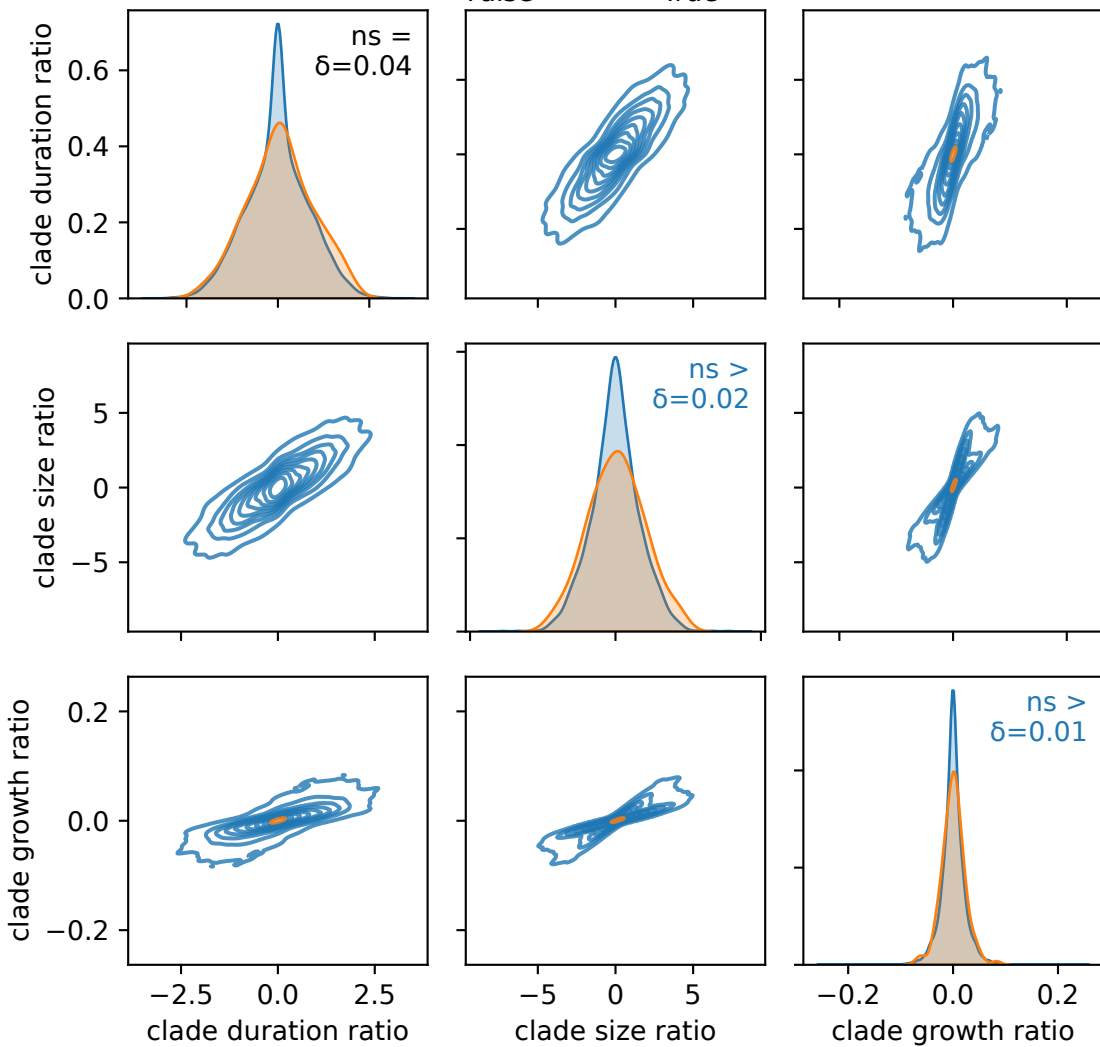 clade duration ratio
0.6
0.4
0.2
0.0
ns =
δ=0.04
clade size ratio
5
0
−5
ns >
δ=0.02
clade growth ratio
0.2
0.0
−0.2
ns >
δ=0.01
−2.5 0.0 2.5
−5 0 5
−0.2 0.0 0.2
clade duration ratio
clade size ratio
clade growth ratio